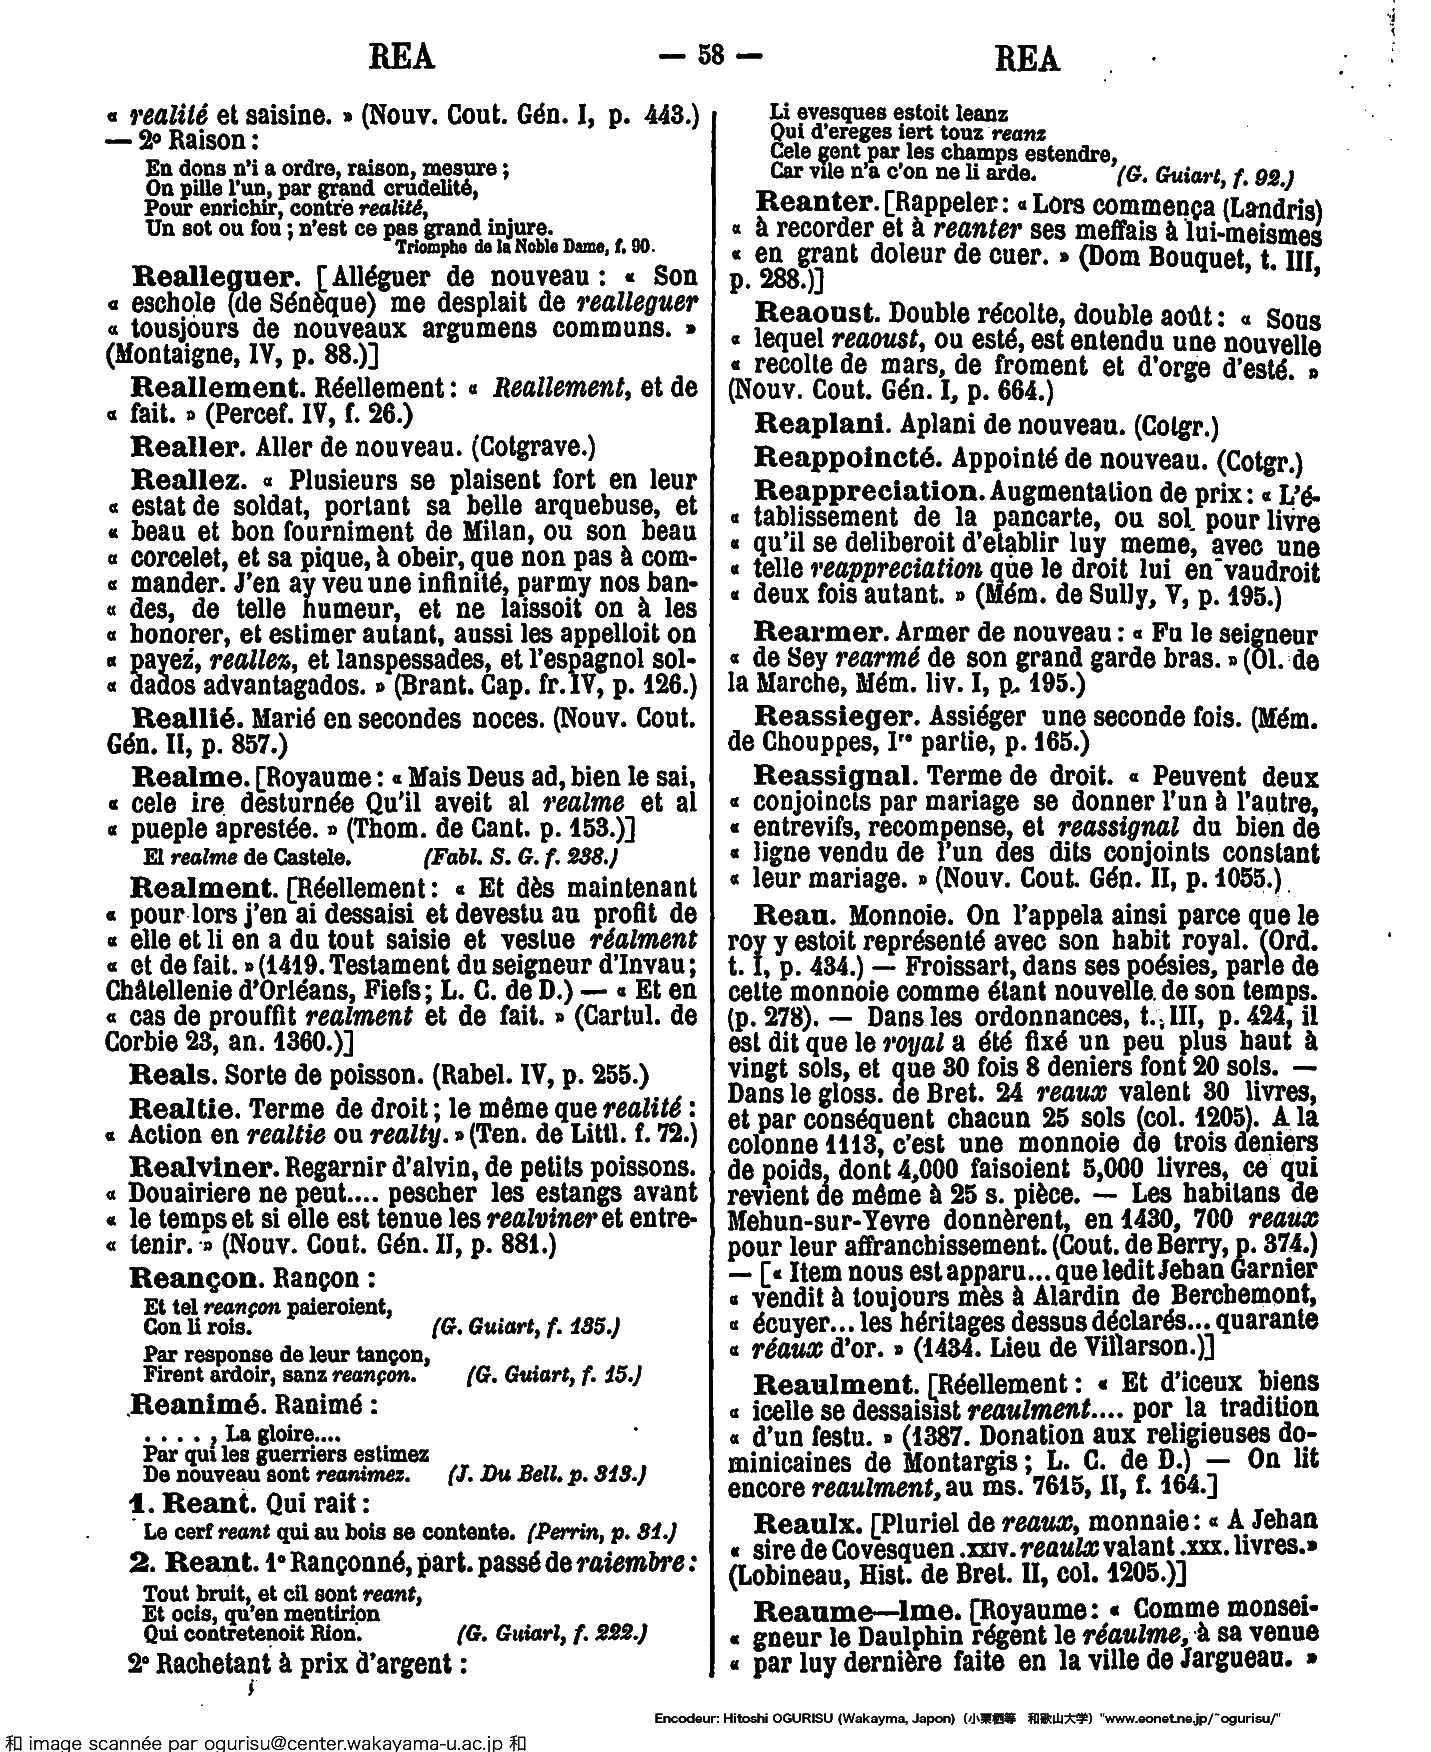 REA — 58 — REA
« realité et saisine. » (Nouv. Cout. Gén. I, p. 443.)
— 2º Raison :
En dons n'i a ordre, raison, mesure ;
On pille l'un, par grand crudelité,
Pour enrichir, contre realité,
Un sot ou fou ; n'est ce pas grand injure.
Triomphe de la Noble Dame, f. 90.
Realleguer. [Alléguer de nouveau : « Son
« eschole (de Sénèque) me desplait de realleguer
« tousjours de nouveaux argumens communs. »
(Montaigne, IV, p. 88.)]
Reallement. Réellement : « Reallement, et de
« fait. » (Percef. IV, f. 26.)
Realler. Aller de nouveau. (Cotgrave.)
Reallez. « Plusieurs se plaisent fort en leur
« estat de soldat, portant sa belle arquebuse, et
« beau et bon fourniment de Milan, ou son beau
« corcelet, et sa pique, à obeir, que non pas à com-
« mander. J'en ay veu une infinité, parmy nos ban-
« des, de telle humeur, et ne laissoit on à les
« honorer, et estimer autant, aussi les appelloit on
« payez, reallez, et lanspessades, et l'espagnol sol-
« dados advantagados. » (Brant. Cap. fr. IV, p. 126.)
Reallié. Marié en secondes noces. (Nouv. Cout.
Gén. II, p. 857.)
Realme. [Royaume : « Mais Deus ad, bien le sai,
« cele ire desturnée Qu'il aveit al realme et al
« pueple aprestée. » (Thom. de Cant. p. 153.)]
El realme de Castele. (Fabl. S. G. f. 238.)
Realment. [Réellement : « Et dès maintenant
« pour lors j'en ai dessaisi et devestu au profit de
« elle et li en a du tout saisie et vestue réalment
« et de fait. » (1419. Testament du seigneur d'Invau ;
Châtellenie d'Orléans, Fiefs ; L. C. de D.) — « Et en
« cas de prouffit realment et de fait. » (Cartul. de
Corbie 23, an. 1360.)]
Reals. Sorte de poisson. (Rabel. IV, p. 255.)
Realtie. Terme de droit ; le même que realité :
« Action en realtie ou realty. » (Ten. de Littl. f. 72.)
Realviner. Regarnir d'alvin, de petits poissons.
« Douairiere ne peut.... pescher les estangs avant
« le temps et si elle est tenue les realviner et entre-
« tenir. » (Nouv. Cout. Gén. II, p. 881.)
Reançon. Rançon :
Et tel reançon paieroient,
Con li rois. (G. Guiart, f. 135.)
Par response de leur tançon,
Firent ardoir, sanz reançon. (G. Guiart, f. 15.)
Reanimé. Ranimé :
. . . . , La gloire....
Par qui les guerriers estimez
De nouveau sont reanimez. (J. Du Bell. p. 313.)
1. Reant. Qui rait :
Le cerf reant qui au bois se contente. (Perrin, p. 31.)
2. Reant. 1º Rançonné, part. passé de raiembre :
Tout bruit, et cil sont reant,
Et ocis, qu'en mentirion
Qui contretenoit Rion. (G. Guiart, f. 222.)
2º Rachetant à prix d'argent :
Li evesques estoit leanz
Qui d'ereges iert touz reanz
Cele gent par les champs estendre,
Car vile n'a c'on ne li arde. (G. Guiart, f. 92.)
Reanter. [Rappeler : « Lors commença (Landris)
« à recorder et à reanter ses meffais à lui-meismes
« en grant doleur de cuer. » (Dom Bouquet, t. III,
p. 288.)]
Reaoust. Double récolte, double août : « Sous
« lequel reaoust, ou esté, est entendu une nouvelle
« recolte de mars, de froment et d'orge d'esté. »
(Nouv. Cout. Gén. I, p. 664.)
Reaplani. Aplani de nouveau. (Cotgr.)
Reappoincté. Appointé de nouveau. (Cotgr.)
Reappreciation. Augmentation de prix : « L'é-
« tablissement de la pancarte, ou sol pour livre
« qu'il se deliberoit d'etablir luy meme, avec une
« telle reappreciation que le droit lui en vaudroit
« deux fois autant. » (Mém. de Sully, V, p. 195.)
Rearmer. Armer de nouveau : « Fu le seigneur
« de Sey rearmé de son grand garde bras. » (Ol. de
la Marche, Mém. liv. I, p. 195.)
Reassieger. Assiéger une seconde fois. (Mém.
de Chouppes, Ire partie, p. 165.)
Reassignal. Terme de droit. « Peuvent deux
« conjoincts par mariage se donner l'un à l'autre,
« entrevifs, recompense, et reassignal du bien de
« ligne vendu de l'un des dits conjoints constant
« leur mariage. » (Nouv. Cout. Gén. II, p. 1055.)
Reau. Monnoie. On l'appela ainsi parce que le
roy y estoit représenté avec son habit royal. (Ord.
t. I, p. 434.) — Froissart, dans ses poésies, parle de
cette monnoie comme étant nouvelle de son temps.
(p. 278). — Dans les ordonnances, t. III, p. 424, il
est dit que le royal a été fixé un peu plus haut à
vingt sols, et que 30 fois 8 deniers font 20 sols. —
Dans le gloss. de Bret. 24 reaux valent 30 livres,
et par conséquent chacun 25 sols (col. 1205). A la
colonne 1113, c'est une monnoie de trois deniers
de poids, dont 4,000 faisoient 5,000 livres, ce qui
revient de même à 25 s. pièce. — Les habitans de
Mehun-sur-Yevre donnèrent, en 1430, 700 reaux
pour leur affranchissement. (Cout. de Berry, p. 374.)
— [« Item nous est apparu... que ledit Jehan Garnier
« vendit à toujours mès à Alardin de Berchemont,
« écuyer... les héritages dessus déclarés... quarante
« réaux d'or. » (1434. Lieu de Villarson.)]
Reaulment. [Réellement : « Et d'iceux biens
« icelle se dessaisist reaulment.... por la tradition
« d'un festu. » (1387. Donation aux religieuses do-
minicaines de Montargis ; L. C. de D.) — On lit
encore reaulment, au ms. 7615, II, f. 164.]
Reaulx. [Pluriel de reaux, monnaie : « A Jehan
« sire de Covesquen .xxiv. reaulx valant .xxx. livres. »
(Lobineau, Hist. de Bret. II, col. 1205.)]
Reaume—lme. [Royaume : « Comme monsei-
« gneur le Daulphin régent le réaulme, à sa venue
« par luy dernière faite en la ville de Jargueau. »
Encodeur: Hitoshi OGURISU (Wakayma, Japon) (小栗栖等 和歌山大学) "www.eonet.ne.jp/~ogurisu/"
和 image scannée par ogurisu@center.wakayama-u.ac.jp 和